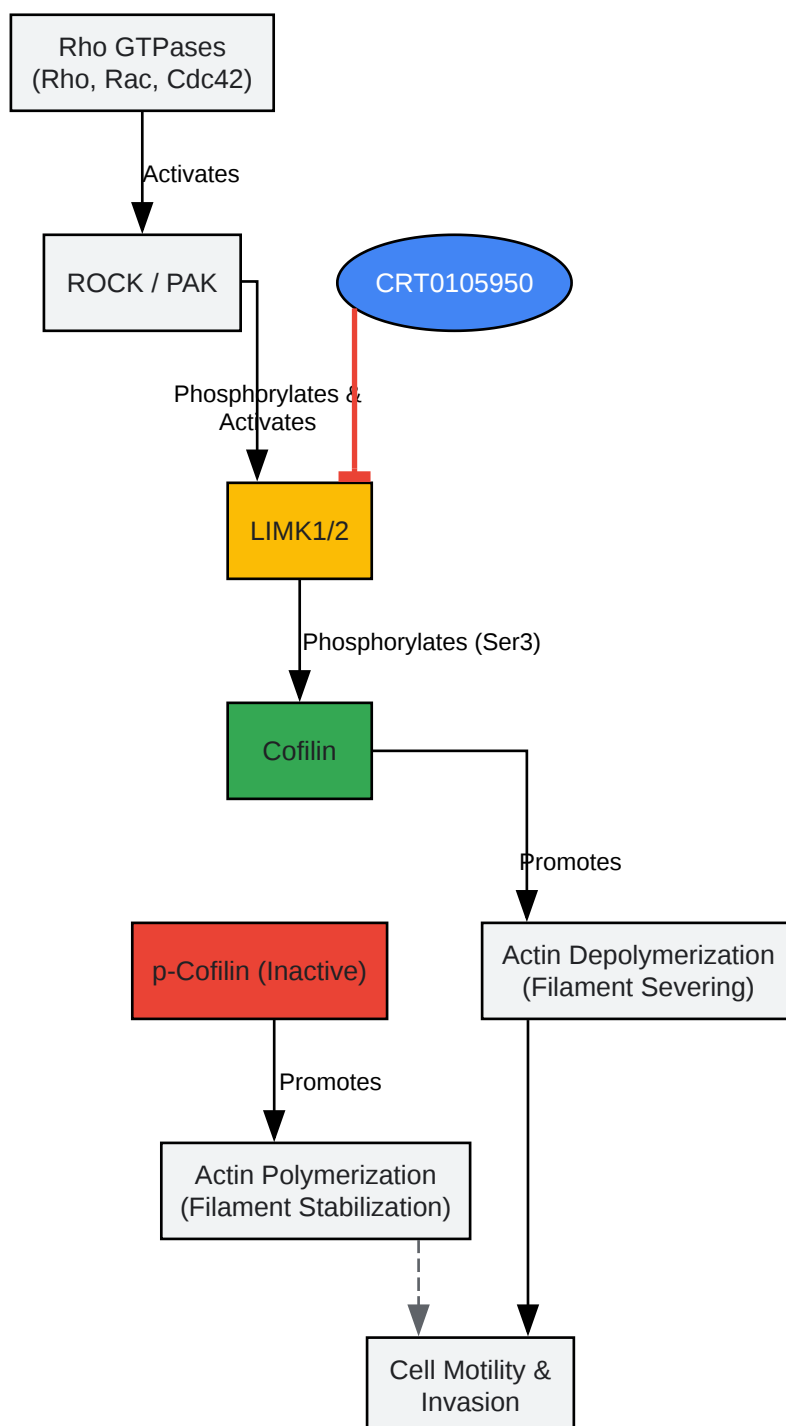 Rho GTPases
(Rho, Rac, Cdc42)
Activates
ROCK / PAK
CRT0105950
Phosphorylates &
Activates
LIMK1/2
Phosphorylates (Ser3)
Cofilin
Promotes
p-Cofilin (Inactive)
Actin Depolymerization
(Filament Severing)
Promotes
Actin Polymerization
(Filament Stabilization)
Cell Motility &
Invasion